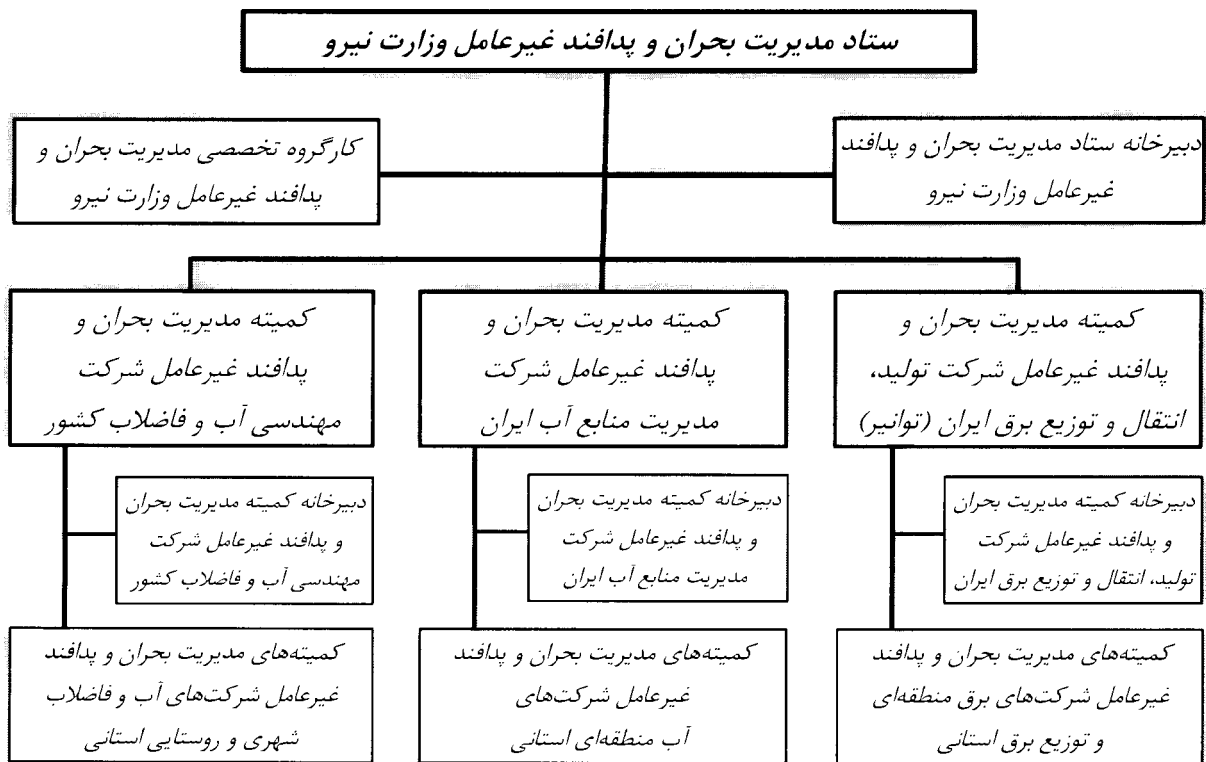 ستاد مدیریت بحران و پدافند غیرعامل وزارت نیرو
دبیرخانه ستاد مدیریت بحران و پدافند
غیرعامل وزارت نیرو
کارگروه تخصصی مدیریت بحران و
پدافند غیرعامل وزارت نیرو
کمیته مدیریت بحران و
پدافند غیرعامل شرکت تولید،
انتقال و توزیع برق ایران (توانیر)
کمیته مدیریت بحران و
پدافند غیرعامل شرکت
مدیریت منابع آب ایران
کمیته مدیریت بحران و
پدافند غیرعامل شرکت
مهندسی آب و فاضلاب کشور
دبیرخانه کمیته مدیریت بحران
و پدافند غیرعامل شرکت
تولید، انتقال و توزیع برق ایران
دبیرخانه کمیته مدیریت بحران
و پدافند غیرعامل شرکت
مدیریت منابع آب ایران
دبیرخانه کمیته مدیریت بحران
و پدافند غیرعامل شرکت
مهندسی آب و فاضلاب کشور
کمیته‌های مدیریت بحران و پدافند
غیرعامل شرکت‌های برق منطقه‌ای
و توزیع برق استانی
کمیته‌های مدیریت بحران و پدافند
غیرعامل شرکت‌های
آب منطقه‌ای استانی
کمیته‌های مدیریت بحران و پدافند
غیرعامل شرکت‌های آب و فاضلاب
شهری و روستایی استانی